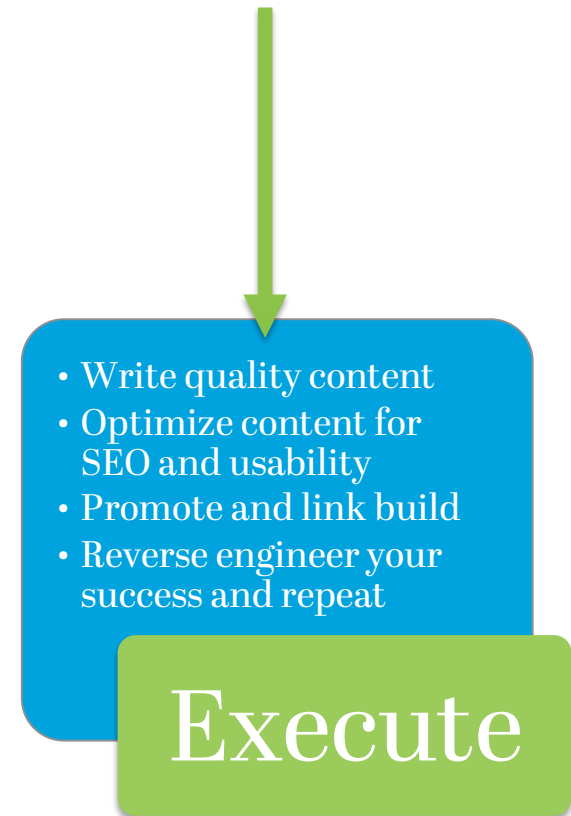 • Write quality content
• Optimize content for
SEO and usability
• Promote and link build
• Reverse engineer your
success and repeat
Execute